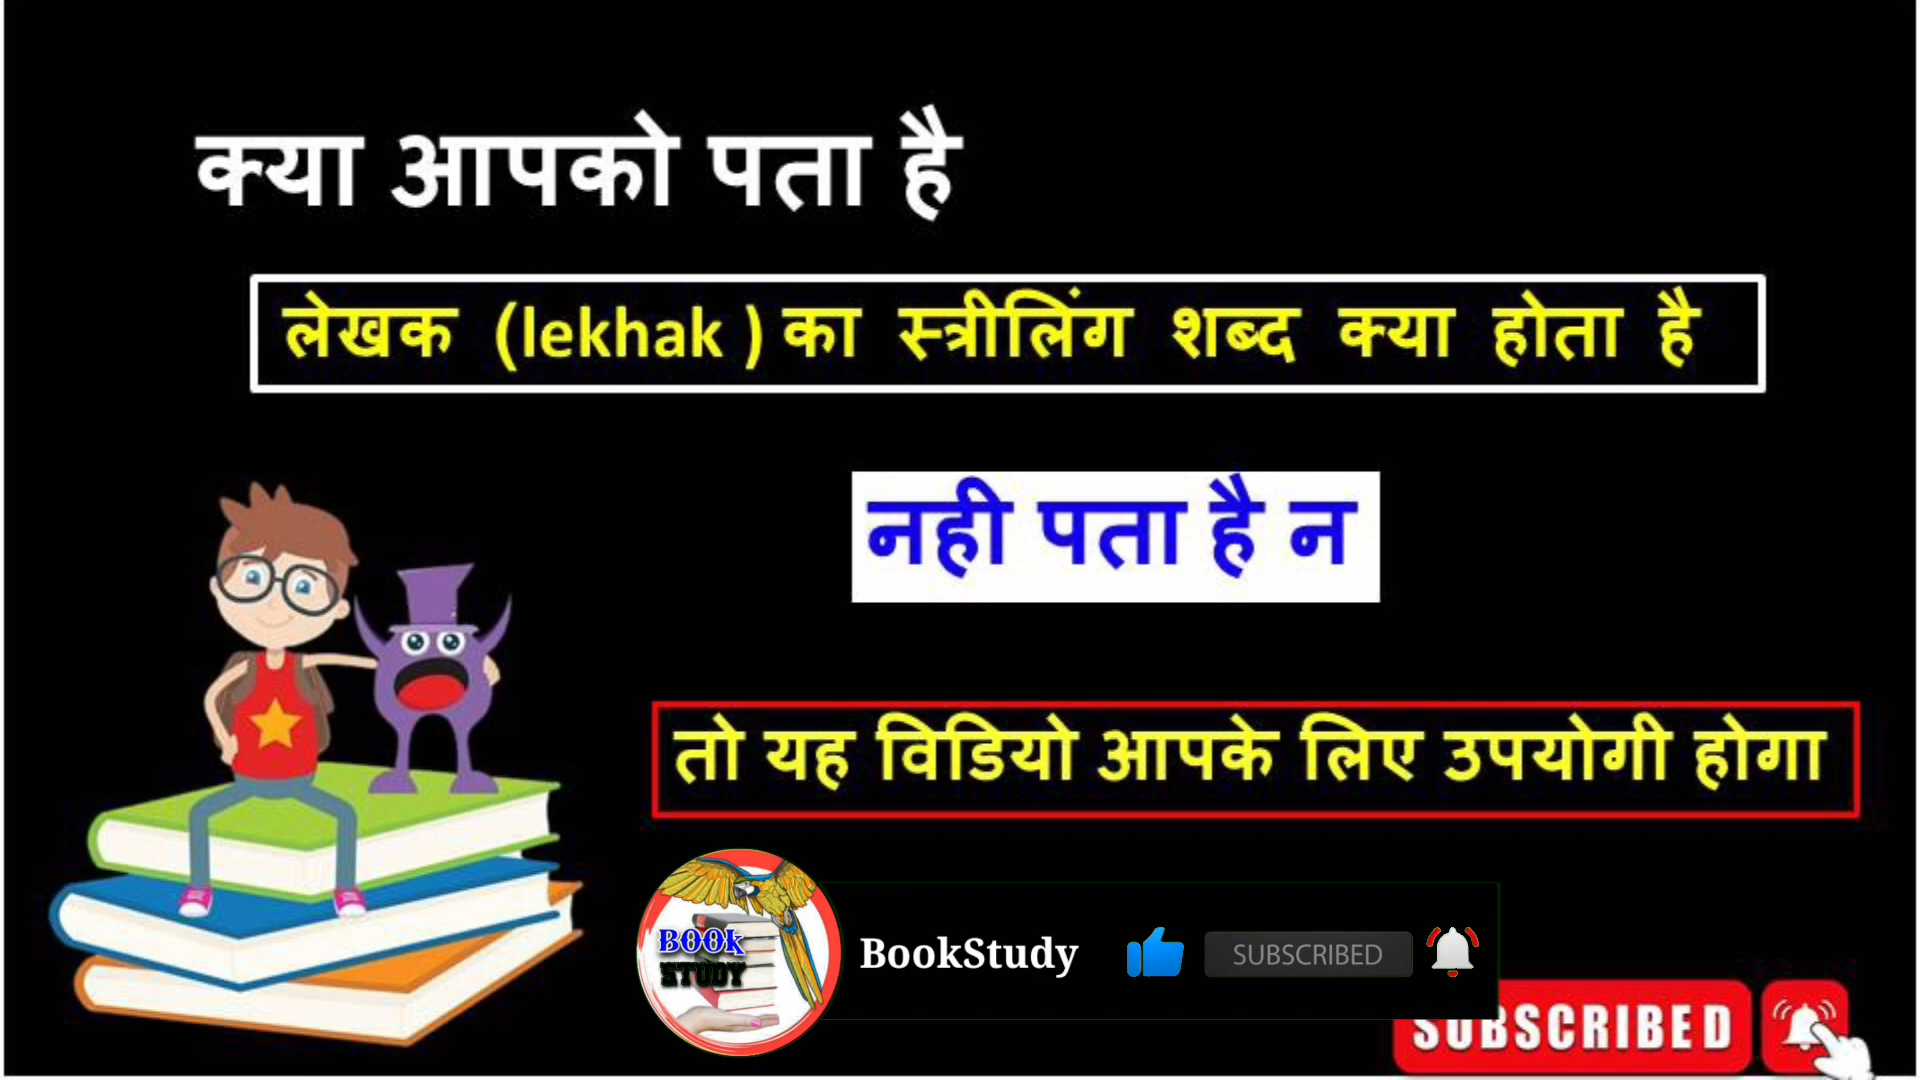 क्या आपको पता है
लेखक (lekhak ) का स्त्रीलिंग शब्द क्या होता है
नही पता है न
तो यह विडियो आपके लिए उपयोगी होगा
BOOK
STUDY
BookStudy
SUBSCRIBED
SUBSCRIBED